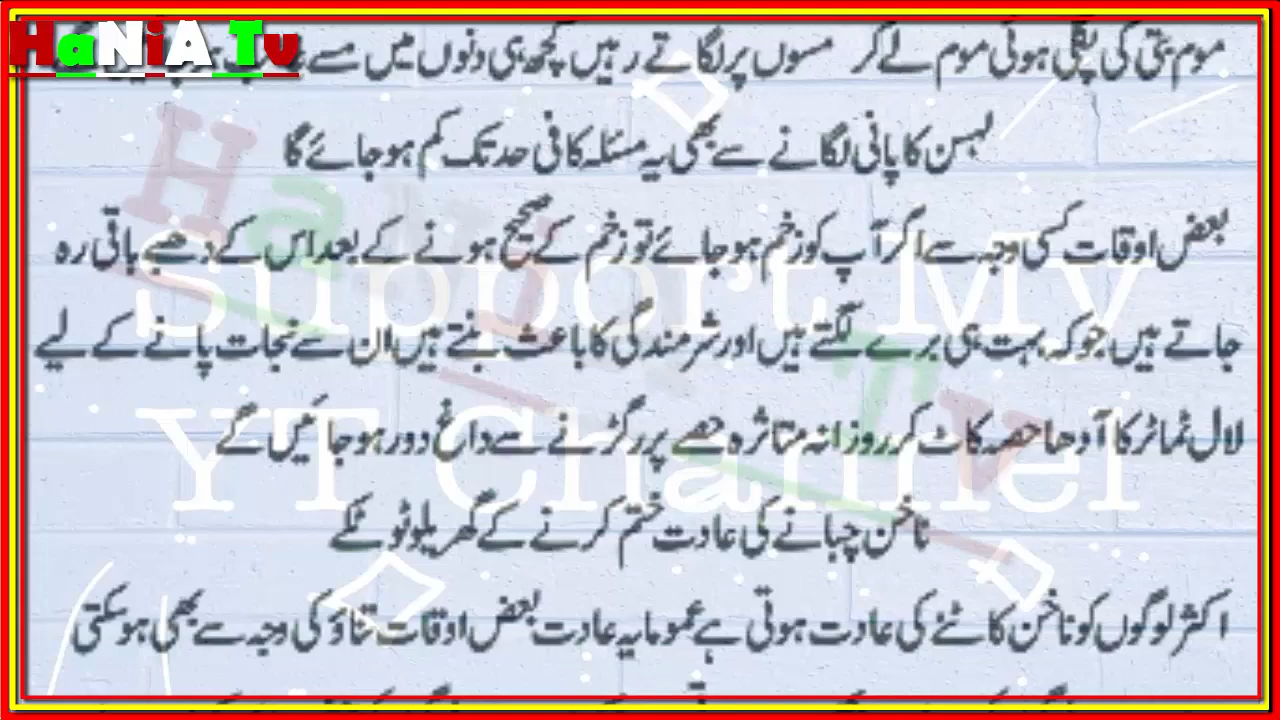 HaNiA Tv
موم بتی کی پگلی ہوئی موم لے کر مسوں پر لگاتے رہیں کچھ ہی دنوں میں مسے
لہسن کا پانی لگانے سے بھی یہ مسئلہ کافی حد تک کم ہو جائے گا
بعض اوقات کسی وجہ سے اگر آپ کو زخم ہو جائے تو زخم کے صحیح ہونے کے بعد اس کے دھبے باقی رہ
جاتے ہیں جو کہ بہت ہی برے لگتے ہیں اور شرمندگی کا باعث بنتے ہیں ان سے نجات پانے کے لیے
لال ٹماٹر کا آدھا حصہ کاٹ کر روزانہ متاثرہ حصے پر رگڑنے سے داغ دور ہو جائیں گے
ناخن چبانے کی عادت ختم کرنے کے گھریلو ٹوٹکے
اکثر لوگوں کو ناخن کاٹنے کی عادت ہوتی ہے عموما یہ عادت بعض اوقات تناؤ کی وجہ سے بھی ہو سکتی
HaNiA Tv
Support My
YT Channel